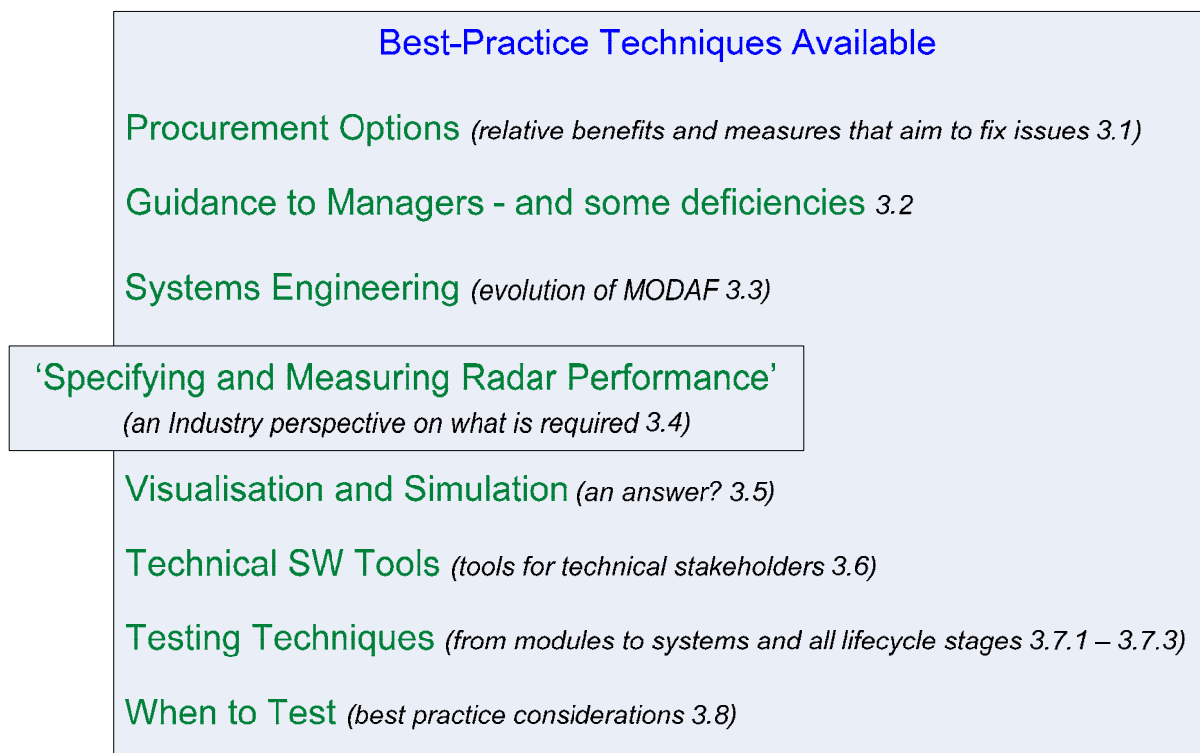 Best-Practice Techniques Available
Procurement Options (relative benefits and measures that aim to fix issues 3.1)
Guidance to Managers - and some deficiencies 3.2
Systems Engineering (evolution of MODAF 3.3)
‘Specifying and Measuring Radar Performance’
(an Industry perspective on what is required 3.4)
Visualisation and Simulation (an answer? 3.5)
Technical SW Tools (tools for technical stakeholders 3.6)
Testing Techniques (from modules to systems and all lifecycle stages 3.7.1 – 3.7.3)
When to Test (best practice considerations 3.8)